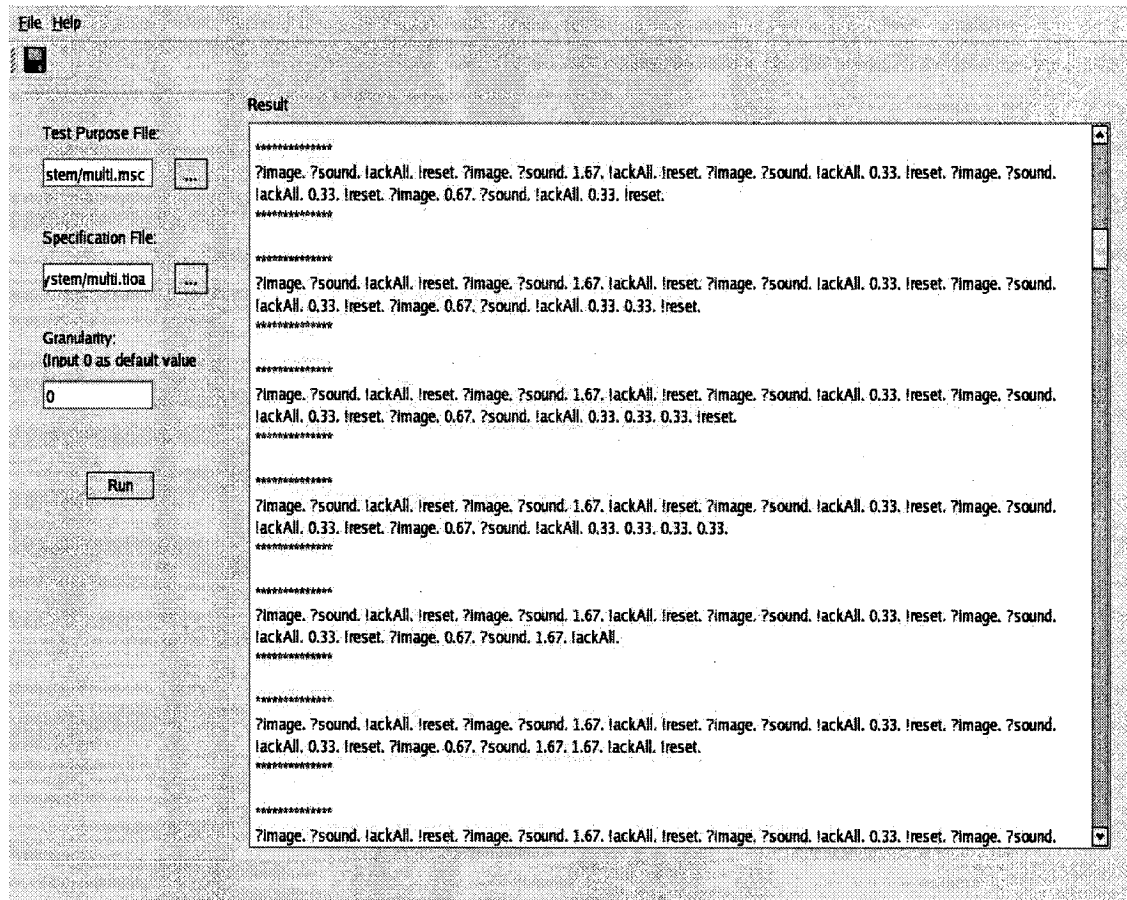 File Help
Result
Test Purpose File:
stem/multi.msc ...
Specification File:
ystem/multi.tioa ...
Granularity:
(Input 0 as default value
0
Run
**************
?image. ?sound. !ackAll. !reset. ?image. ?sound. 1.67. !ackAll. !reset. ?image. ?sound. !ackAll. 0.33. !reset. ?image. ?sound.
!ackAll. 0.33. !reset. ?image. 0.67. ?sound. !ackAll. 0.33. !reset.
**************
**************
?image. ?sound. !ackAll. !reset. ?image. ?sound. 1.67. !ackAll. !reset. ?image. ?sound. !ackAll. 0.33. !reset. ?image. ?sound.
!ackAll. 0.33. !reset. ?image. 0.67. ?sound. !ackAll. 0.33. 0.33. !reset.
**************
**************
?image. ?sound. !ackAll. !reset. ?image. ?sound. 1.67. !ackAll. !reset. ?image. ?sound. !ackAll. 0.33. !reset. ?image. ?sound.
!ackAll. 0.33. !reset. ?image. 0.67. ?sound. !ackAll. 0.33. 0.33. 0.33. !reset.
**************
**************
?image. ?sound. !ackAll. !reset. ?image. ?sound. 1.67. !ackAll. !reset. ?image. ?sound. !ackAll. 0.33. !reset. ?image. ?sound.
!ackAll. 0.33. !reset. ?image. 0.67. ?sound. !ackAll. 0.33. 0.33. 0.33. 0.33.
**************
**************
?image. ?sound. !ackAll. !reset. ?image. ?sound. 1.67. !ackAll. !reset. ?image. ?sound. !ackAll. 0.33. !reset. ?image. ?sound.
!ackAll. 0.33. !reset. ?image. 0.67. ?sound. 1.67. !ackAll.
**************
**************
?image. ?sound. !ackAll. !reset. ?image. ?sound. 1.67. !ackAll. !reset. ?image. ?sound. !ackAll. 0.33. !reset. ?image. ?sound.
!ackAll. 0.33. !reset. ?image. 0.67. ?sound. 1.67. 1.67. !ackAll. !reset.
**************
**************
?image. ?sound. !ackAll. !reset. ?image. ?sound. 1.67. !ackAll. !reset. ?image. ?sound. !ackAll. 0.33. !reset. ?image. ?sound.